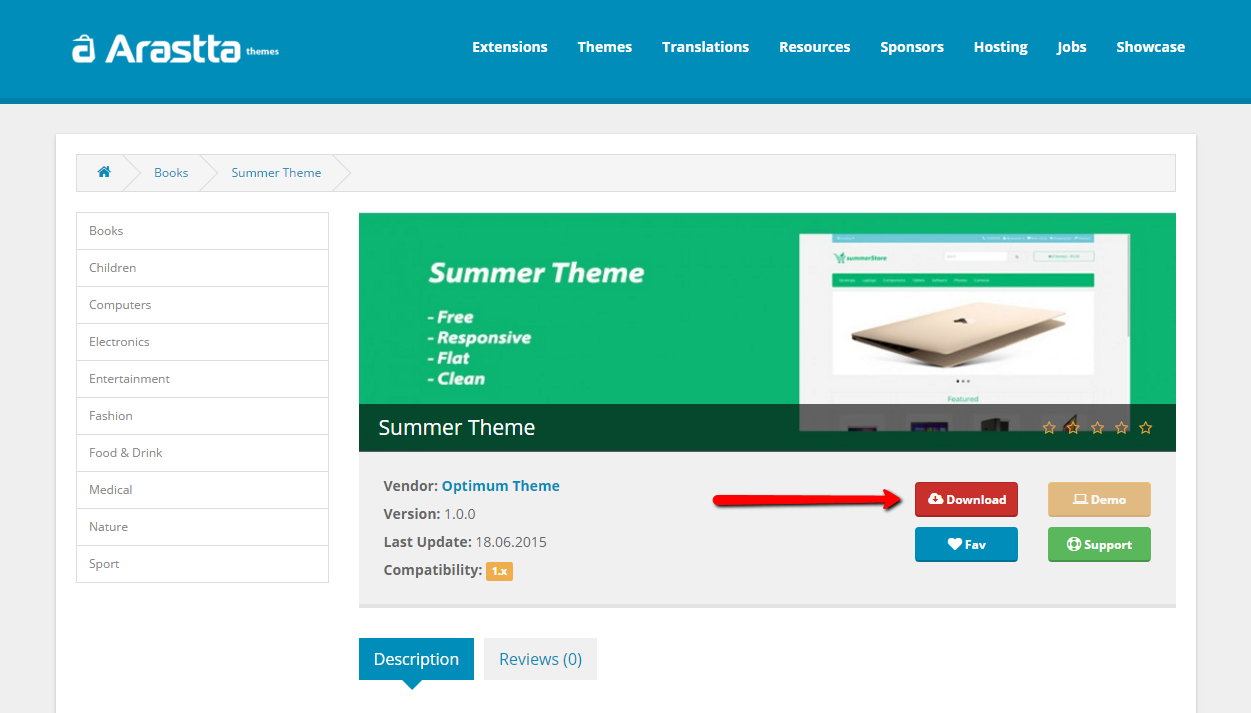 Arastta themes
Extensions Themes Translations Resources Sponsors Hosting Jobs Showcase
Books Summer Theme
Books
Children
Computers
Electronics
Entertainment
Fashion
Food & Drink
Medical
Nature
Sport
Summer Theme
- Free
- Responsive
- Flat
- Clean
summerStore
Featured
Summer Theme
Vendor: Optimum Theme
Version: 1.0.0
Last Update: 18.06.2015
Compatibility: 1.x
Download Demo
Fav Support
Description Reviews (0)